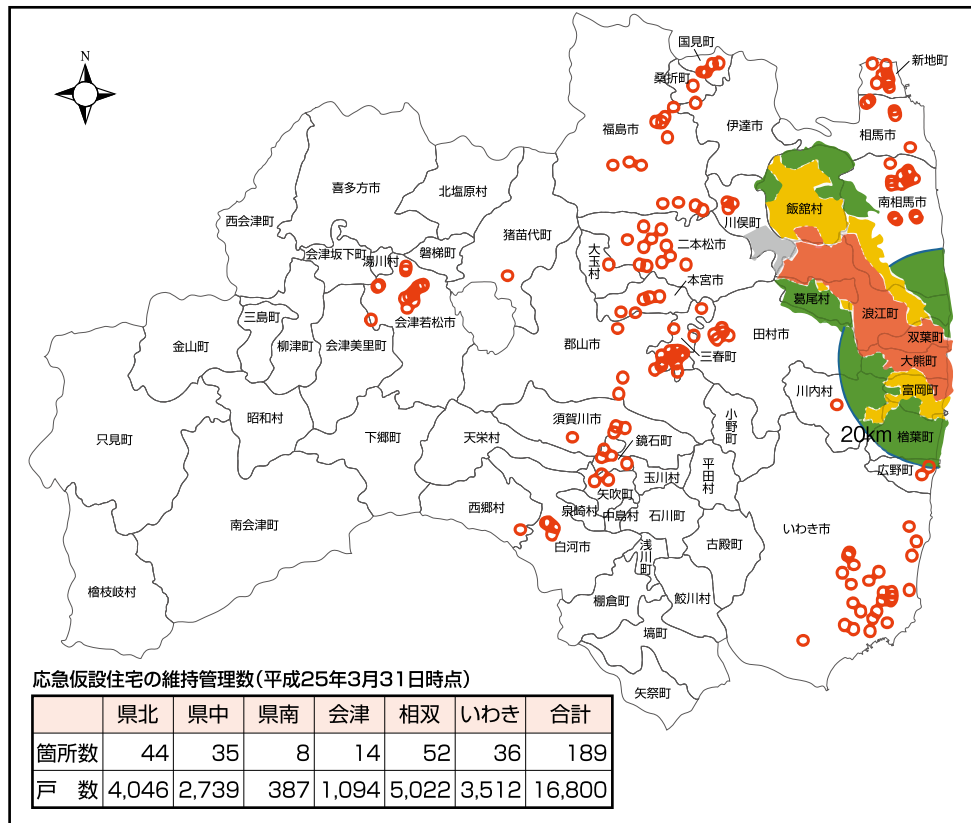 N
国見町
新地町
桑折町
福島市
伊達市
相馬市
喜多方市
北塩原村
飯舘村
南相馬市
西会津町
猪苗代町
川俣町
会津坂下町
湯川村
磐梯町
大玉村
二本松市
本宮市
葛尾村
浪江町
三島町
会津若松市
双葉町
金山町
柳津町
会津美里町
郡山市
三春町
田村市
大熊町
川内村
富岡町
只見町
昭和村
下郷町
天栄村
須賀川市
鏡石町
小野町
20km
楢葉町
広野町
玉川村
平田村
矢吹町
西郷村
泉崎村
中島村
石川町
南会津町
白河市
浅川町
古殿町
いわき市
檜枝岐村
棚倉町
鮫川村
塙町
矢祭町
応急仮設住宅の維持管理数(平成25年3月31日時点)
県北 県中 県南 会津 相双 いわき 合計
箇所数 44 35 8 14 52 36 189
戸 数 4,046 2,739 387 1,094 5,022 3,512 16,800